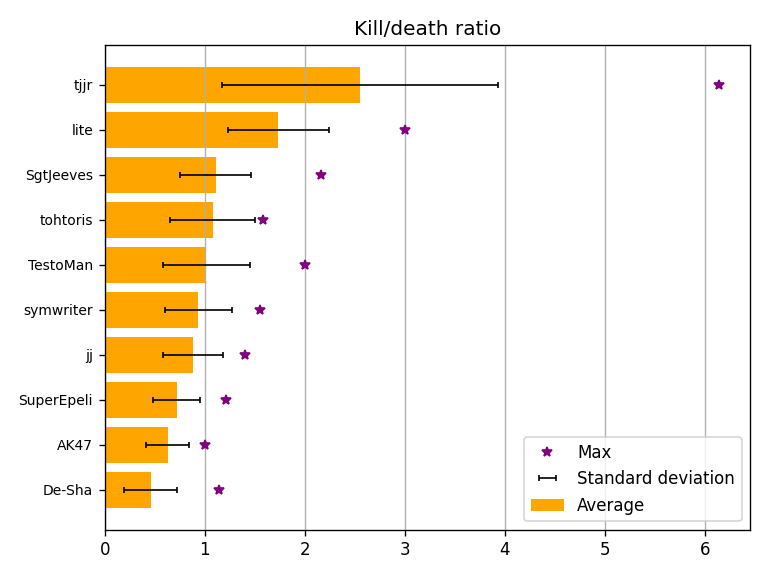 Kill/death ratio
tjjr
lite
SgtJeeves
tohtoris
TestoMan
symwriter
jj
SuperEpeli
AK47
De-Sha
Max
Standard deviation
Average
0 1 2 3 4 5 6